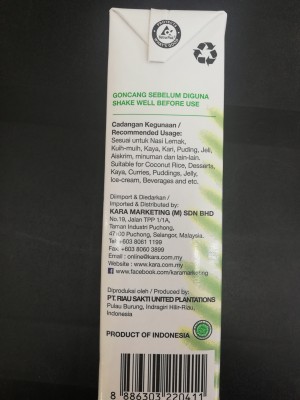 GONCANG SEBELUM DIGUNA
SHAKE WELL BEFORE USE
Cadangan Kegunaan /
Recommended Usage:
Sesuai untuk Nasi Lemak,
Kuih-muih, Kaya, Kari, Puding, Jeli,
Aiskrim, minuman dan lain-lain.
Suitable for Coconut Rice, Desserts,
Kaya, Curries, Puddings, Jelly,
Ice-cream, Beverages and etc.
Diimport & Diedarkan /
Imported & Distributed by:
KARA MARKETING (M) SDN BHD
No.18, Jalan TPP 1/1A,
Taman Industri Puchong,
47100 Puchong, Selangor, Malaysia.
Tel +603 8061 1199
Fax. +603 8060 3899
Email : online@kara.com.my
Website : www.kara.com.my
www.facebook.com/karamarketing
Diproduksi oleh / Produced by:
PT. RIAU SAKTI UNITED PLANTATIONS
Pulau Burung, Indragiri Hilir-Riau,
Indonesia
PRODUCT OF INDONESIA
8 886303 220411